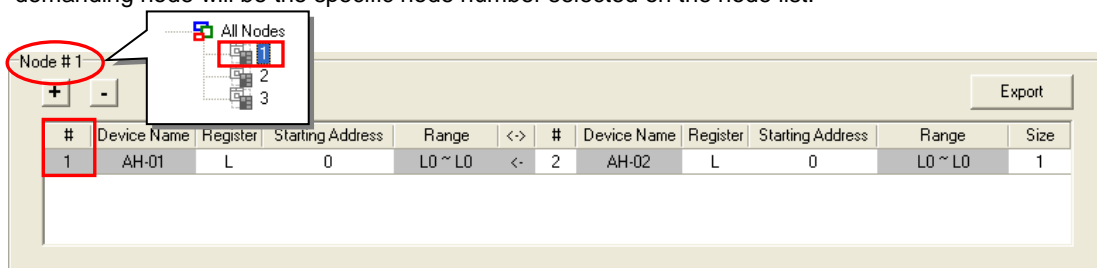 demanding node will be the specific node number selected on the node list.
All Nodes
1
2
3
Node # 1
+ -
Export
# Device Name Register Starting Address Range <-> # Device Name Register Starting Address Range Size
1 AH-01 L 0 L0 ~ L0 <- 2 AH-02 L 0 L0 ~ L0 1